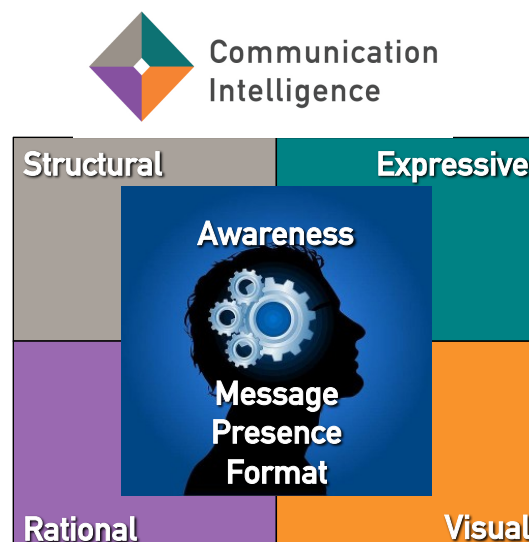 Communication
Intelligence
Structural
Expressive
Awareness
Message
Presence
Format
Rational
Visual